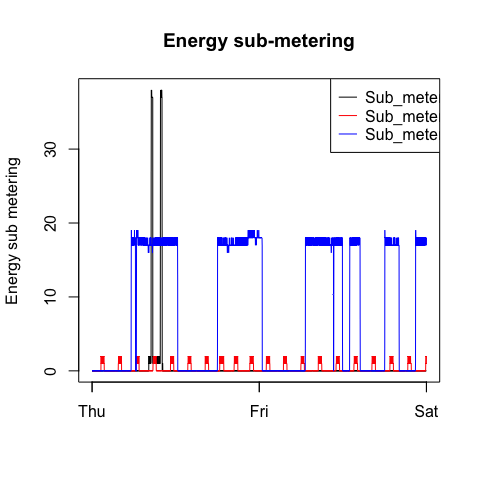 Energy sub-metering
Sub_mete
Sub_mete
Sub_mete
Energy sub metering
30
20
10
0
Thu Fri Sat